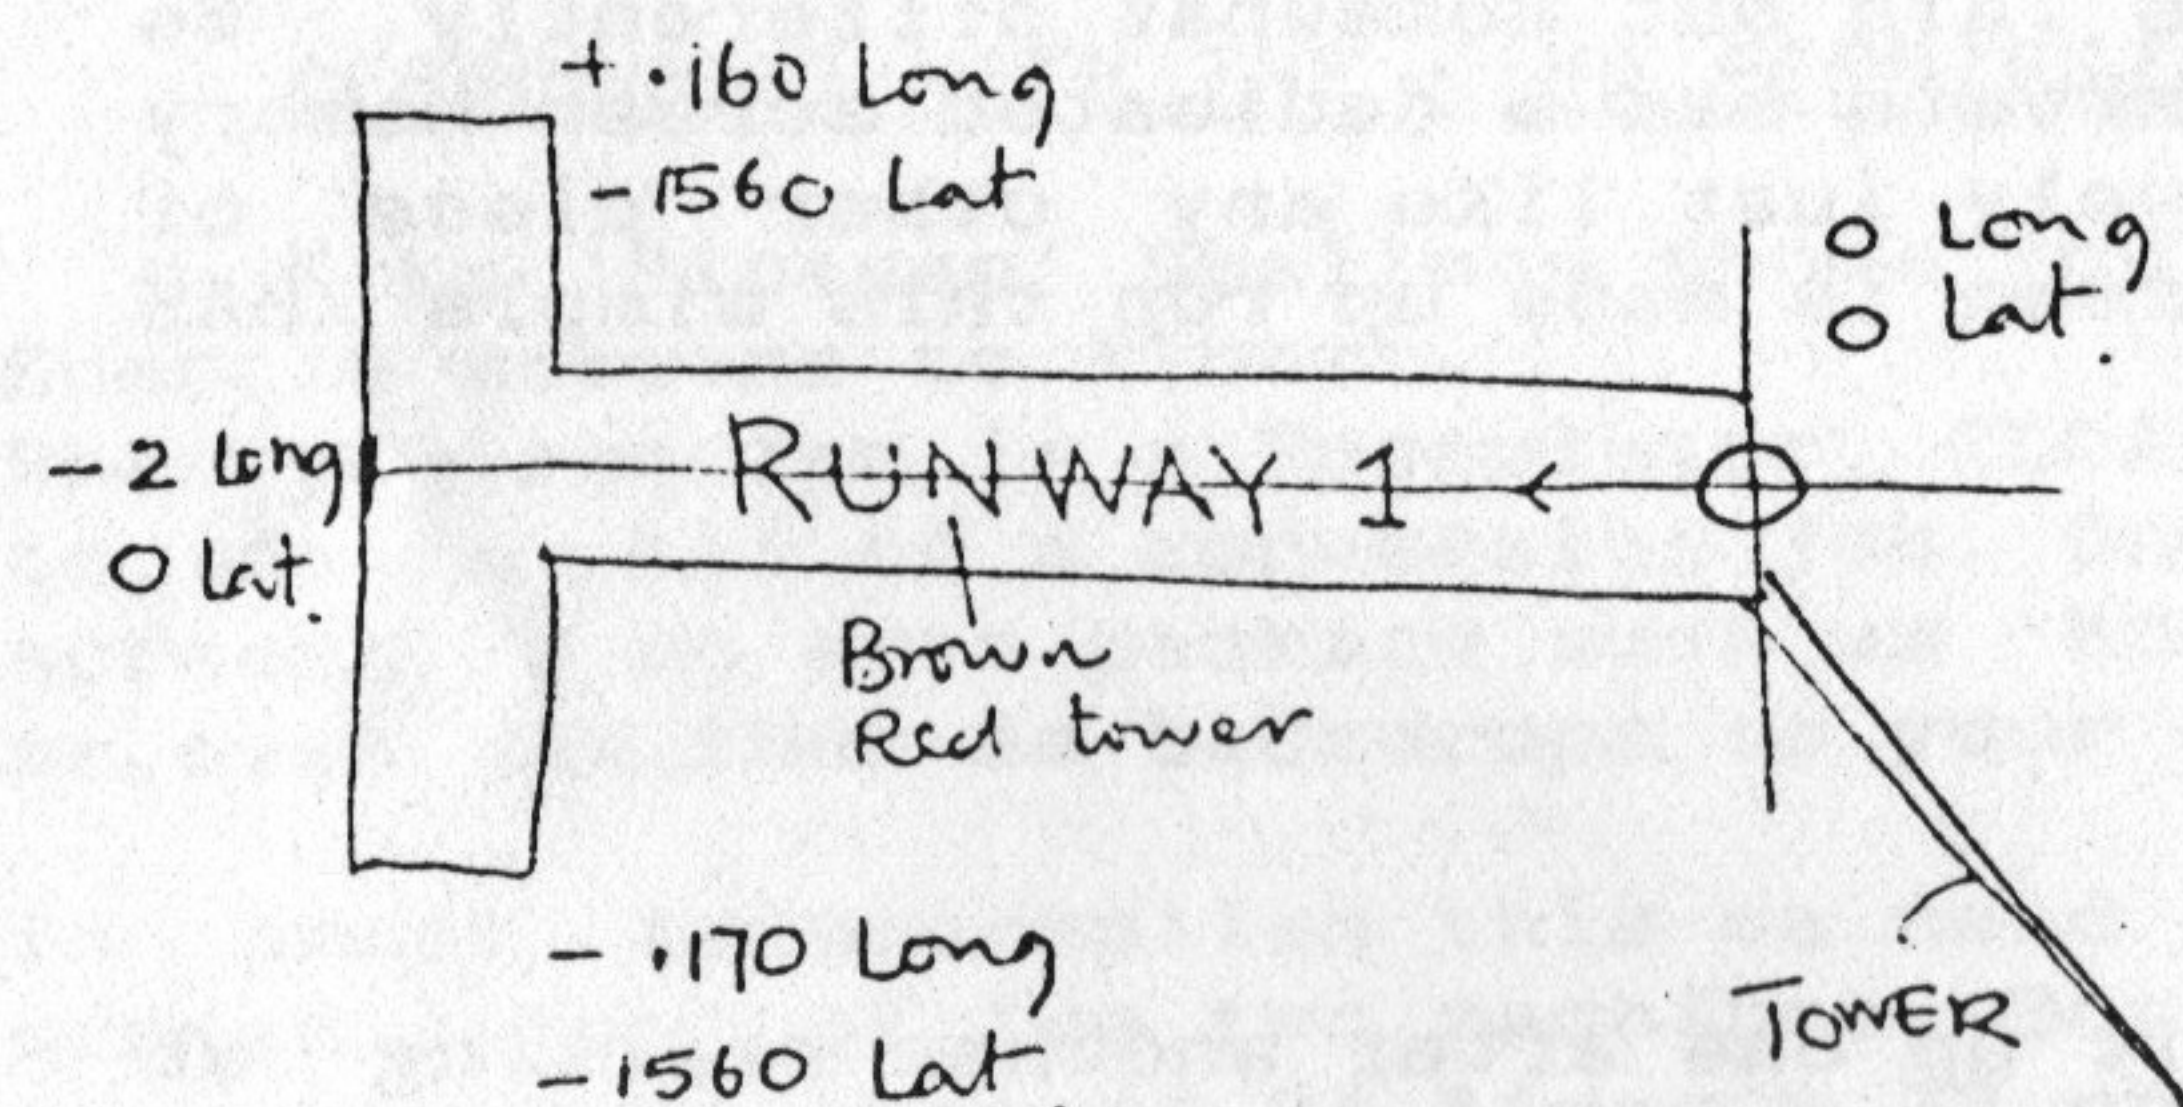 + .160 Long
-1560 Lat
0 Long
0 Lat.
-2 Long
0 Lat.
RUNWAY 1
Brown
Red tower
- .170 Long
-1560 Lat
TOWER